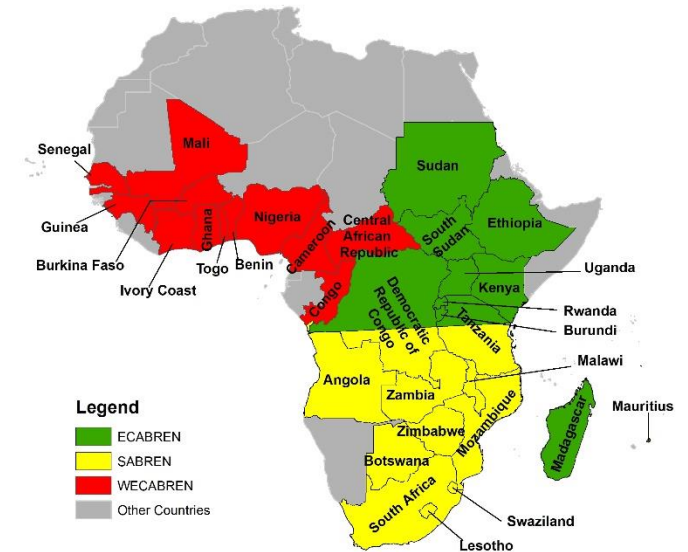 Senegal
Mali
Guinea
Burkina Faso
Ivory Coast
Ghana
Togo
Benin
Nigeria
Cameroon
Central
African
Republic
Congo
Sudan
South
Sudan
Ethiopia
Uganda
Kenya
Rwanda
Burundi
Democratic
Republic of
Congo
Tanzania
Malawi
Angola
Zambia
Mozambique
Zimbabwe
Botswana
South Africa
Swaziland
Lesotho
Madagascar
Mauritius
Legend
ECABREN
SABREN
WECABREN
Other Countries